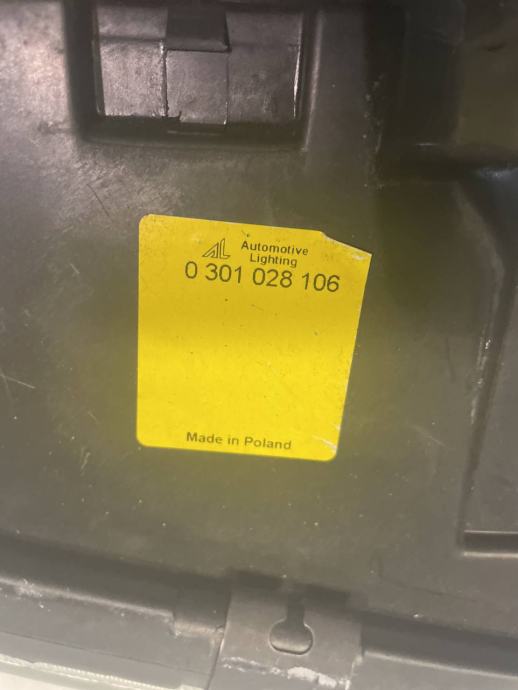 AL Automotive
Lighting
0 301 028 106
Made in Poland